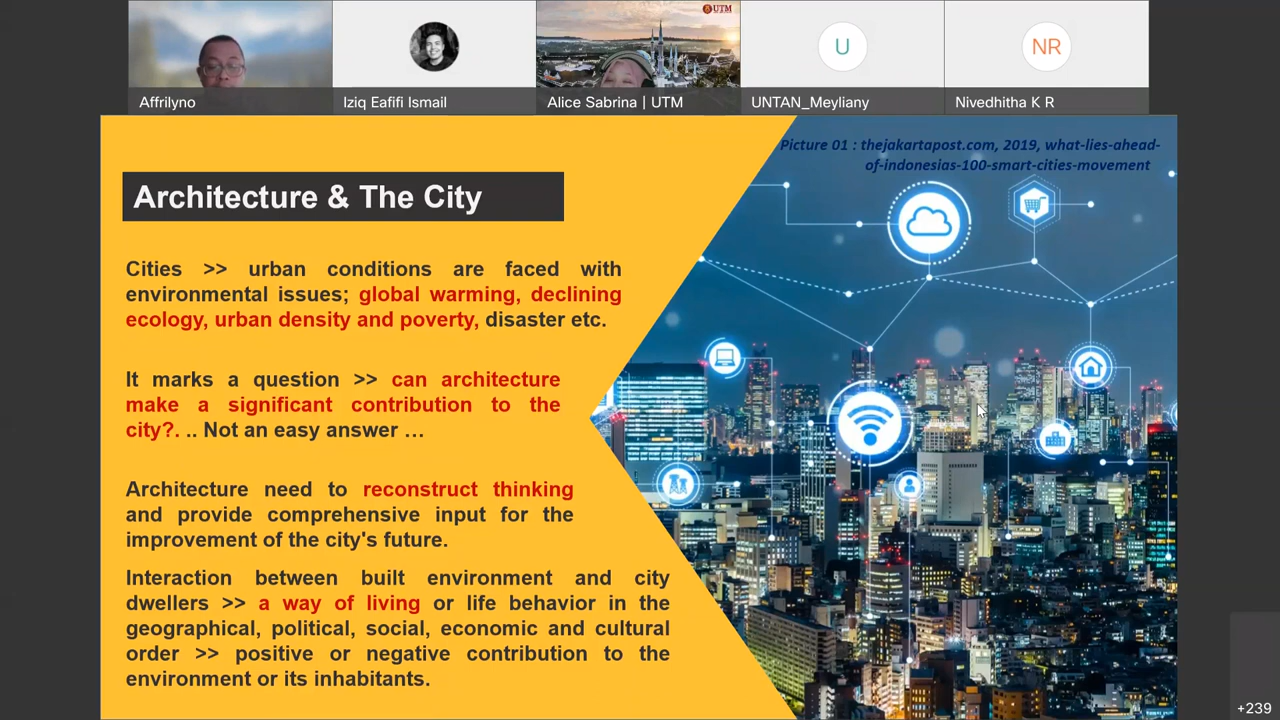 UTM
Affrilyno
Iziq Eafifi Ismail
Alice Sabrina | UTM
U
UNTAN_Meyliany
NR
Nivedhitha K R
Picture 01 : thejakartapost.com, 2019, what-lies-ahead-
of-indonesias-100-smart-cities-movement
Architecture & The City
Cities >> urban conditions are faced with
environmental issues; global warming, declining
ecology, urban density and poverty, disaster etc.
It marks a question >> can architecture
make a significant contribution to the
city?. .. Not an easy answer …
Architecture need to reconstruct thinking
and provide comprehensive input for the
improvement of the city's future.
Interaction between built environment and city
dwellers >> a way of living or life behavior in the
geographical, political, social, economic and cultural
order >> positive or negative contribution to the
environment or its inhabitants.
+239